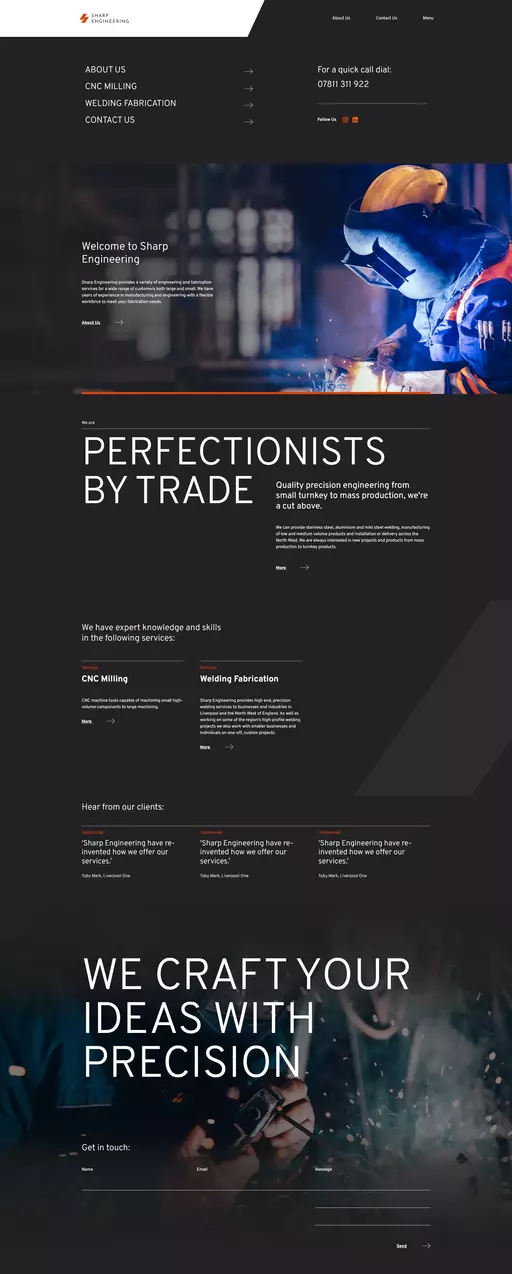 SHARP
ENGINEERING
About Us
Contact Us
Menu
ABOUT US
CNC MILLING
WELDING FABRICATION
CONTACT US
For a quick call dial:
07811 311 922
Follow Us
Welcome to Sharp
Engineering
Sharp Engineering provides a variety of engineering and fabrication
services for a wide range of customers both large and small. We have
years of experience in manufacturing and engineering with a flexible
workforce to meet your fabrication needs.
About Us
We are
PERFECTIONISTS
BY TRADE
Quality precision engineering from
small turnkey to mass production, we're
a cut above.
We can provide stainless steel, aluminium and mild steel welding, manufacturing
of low and medium volume products and installation or delivery across the
North West. We are always interested in new projects and products from mass
production to turnkey products.
More
We have expert knowledge and skills
in the following services:
Services
CNC Milling
CNC machine tools capable of machining small high-
volume components to large machining.
More
Services
Welding Fabrication
Sharp Engineering provides high end, precision
welding services to businesses and industries in
Liverpool and the North West of England. As well as
working on some of the region's high-profile welding
projects we also work with smaller businesses and
individuals on one-off, custom projects.
More
Hear from our clients:
Testimonial
'Sharp Engineering have re-
invented how we offer our
services.'
Toby Mark, Liverpool One
Testimonial
'Sharp Engineering have re-
invented how we offer our
services.'
Toby Mark, Liverpool One
Testimonial
'Sharp Engineering have re-
invented how we offer our
services.'
Toby Mark, Liverpool One
WE CRAFT YOUR
IDEAS WITH
PRECISION
Get in touch:
Name
Email
Message
Send